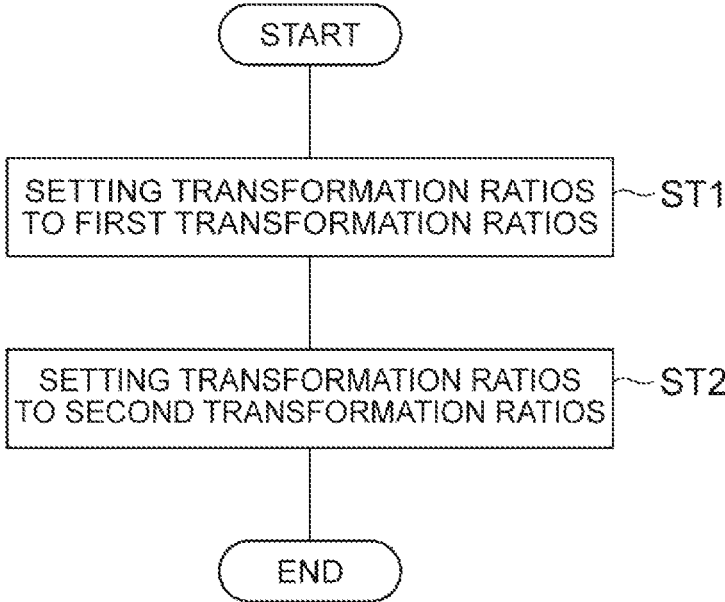 START
SETTING TRANSFORMATION RATIOS
TO FIRST TRANSFORMATION RATIOS
ST1
SETTING TRANSFORMATION RATIOS
TO SECOND TRANSFORMATION RATIOS
ST2
END